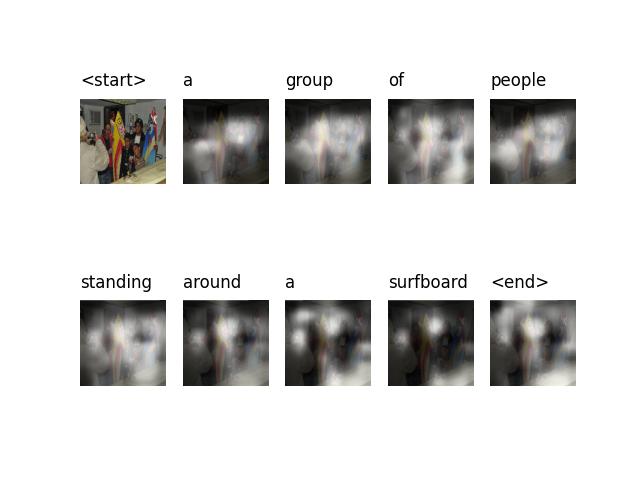 <start> a group of people
standing around a surfboard <end>